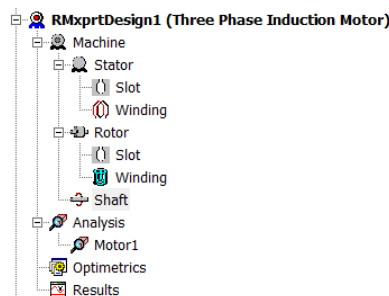 RMxprtDesign1 (Three Phase Induction Motor)
Machine
Stator
Slot
Winding
Rotor
Slot
Winding
Shaft
Analysis
Motor1
Optimetrics
Results